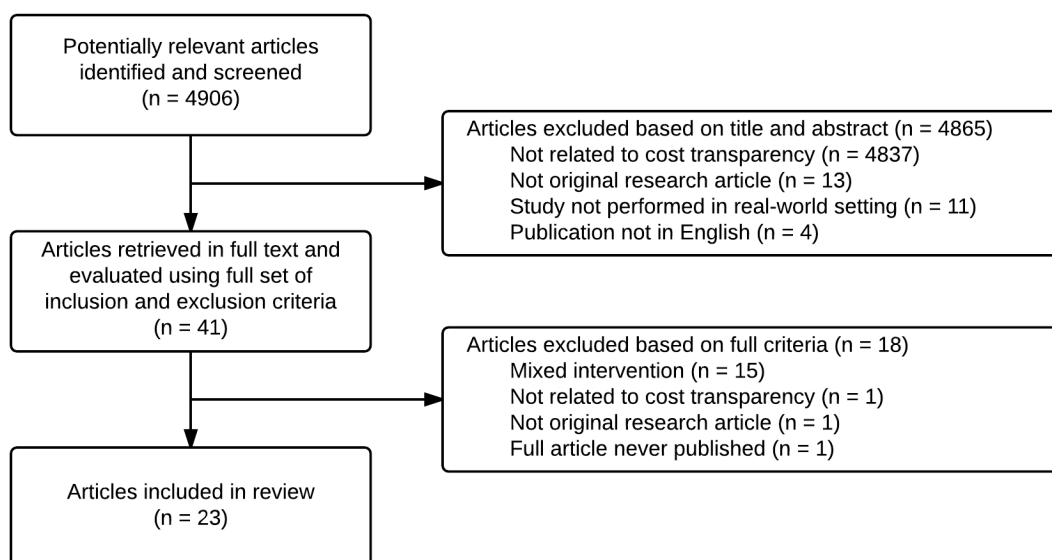 Potentially relevant articles
identified and screened
(n = 4906)
Articles excluded based on title and abstract (n = 4865)
Not related to cost transparency (n = 4837)
Not original research article (n = 13)
Study not performed in real-world setting (n = 11)
Publication not in English (n = 4)
Articles retrieved in full text and
evaluated using full set of
inclusion and exclusion criteria
(n = 41)
Articles excluded based on full criteria (n = 18)
Mixed intervention (n = 15)
Not related to cost transparency (n = 1)
Not original research article (n = 1)
Full article never published (n = 1)
Articles included in review
(n = 23)